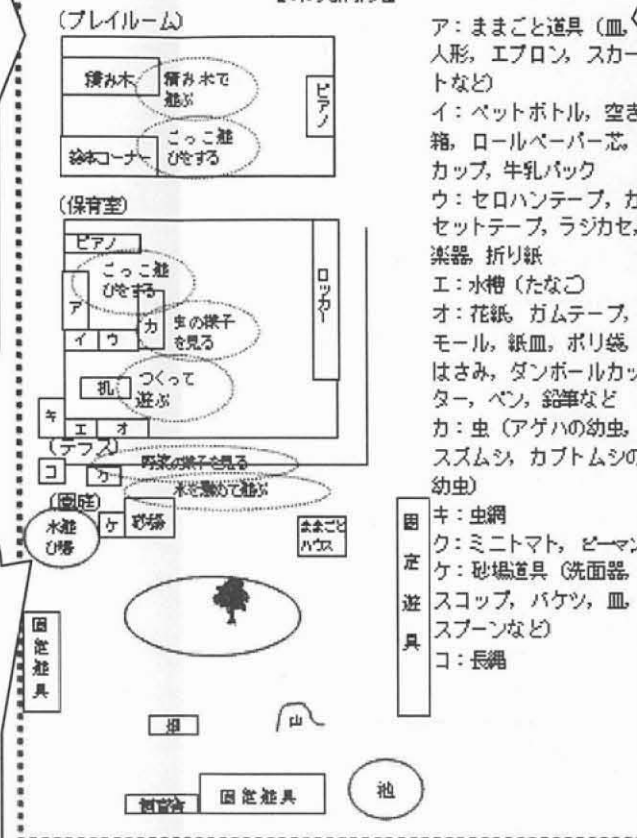 (プレイルーム)
積み木
積み木で
遊ぶ
ピアノ
ごっこ遊
びをする
絵本コーナー
(保育室)
ピアノ
ごっこ遊
びをする
ア
カ
虫の様子
を見る
イ
ウ
ロッカー
机
つくって
遊ぶ
キ
エ
オ
(テラス)
野菜の様子を見る
コ
ク
水を集めて遊ぶ
(園庭)
水遊
び場
ケ
砂場
ままごと
ハウス
固定遊具
固定遊具
畑
山
飼育舎
固定遊具
池
ア:ままごと道具(皿,
人形,エプロン,スカー
トなど)
イ:ペットボトル,空き
箱,ロールペーパー芯,
カップ,牛乳パック
ウ:セロハンテープ,カ
セットテープ,ラジカセ,
楽器,折り紙
エ:水槽(たなご)
オ:花紙,ガムテープ,
モール,紙皿,ポリ袋,
はさみ,ダンボールカッ
ター,ペン,鉛筆など
カ:虫(アゲハの幼虫,
スズムシ,カブトムシの
幼虫)
キ:虫網
ク:ミニトマト,ピーマン
ケ:砂場道具(洗面器,
スコップ,バケツ,皿,
スプーンなど)
コ:長縄